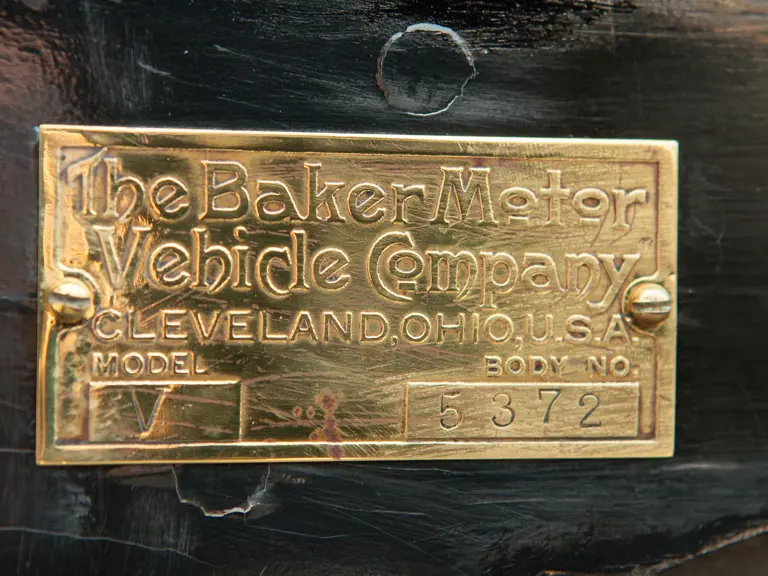 The Baker Motor
Vehicle Company
CLEVELAND, OHIO, U.S.A.
MODEL BODY NO.
V 5372